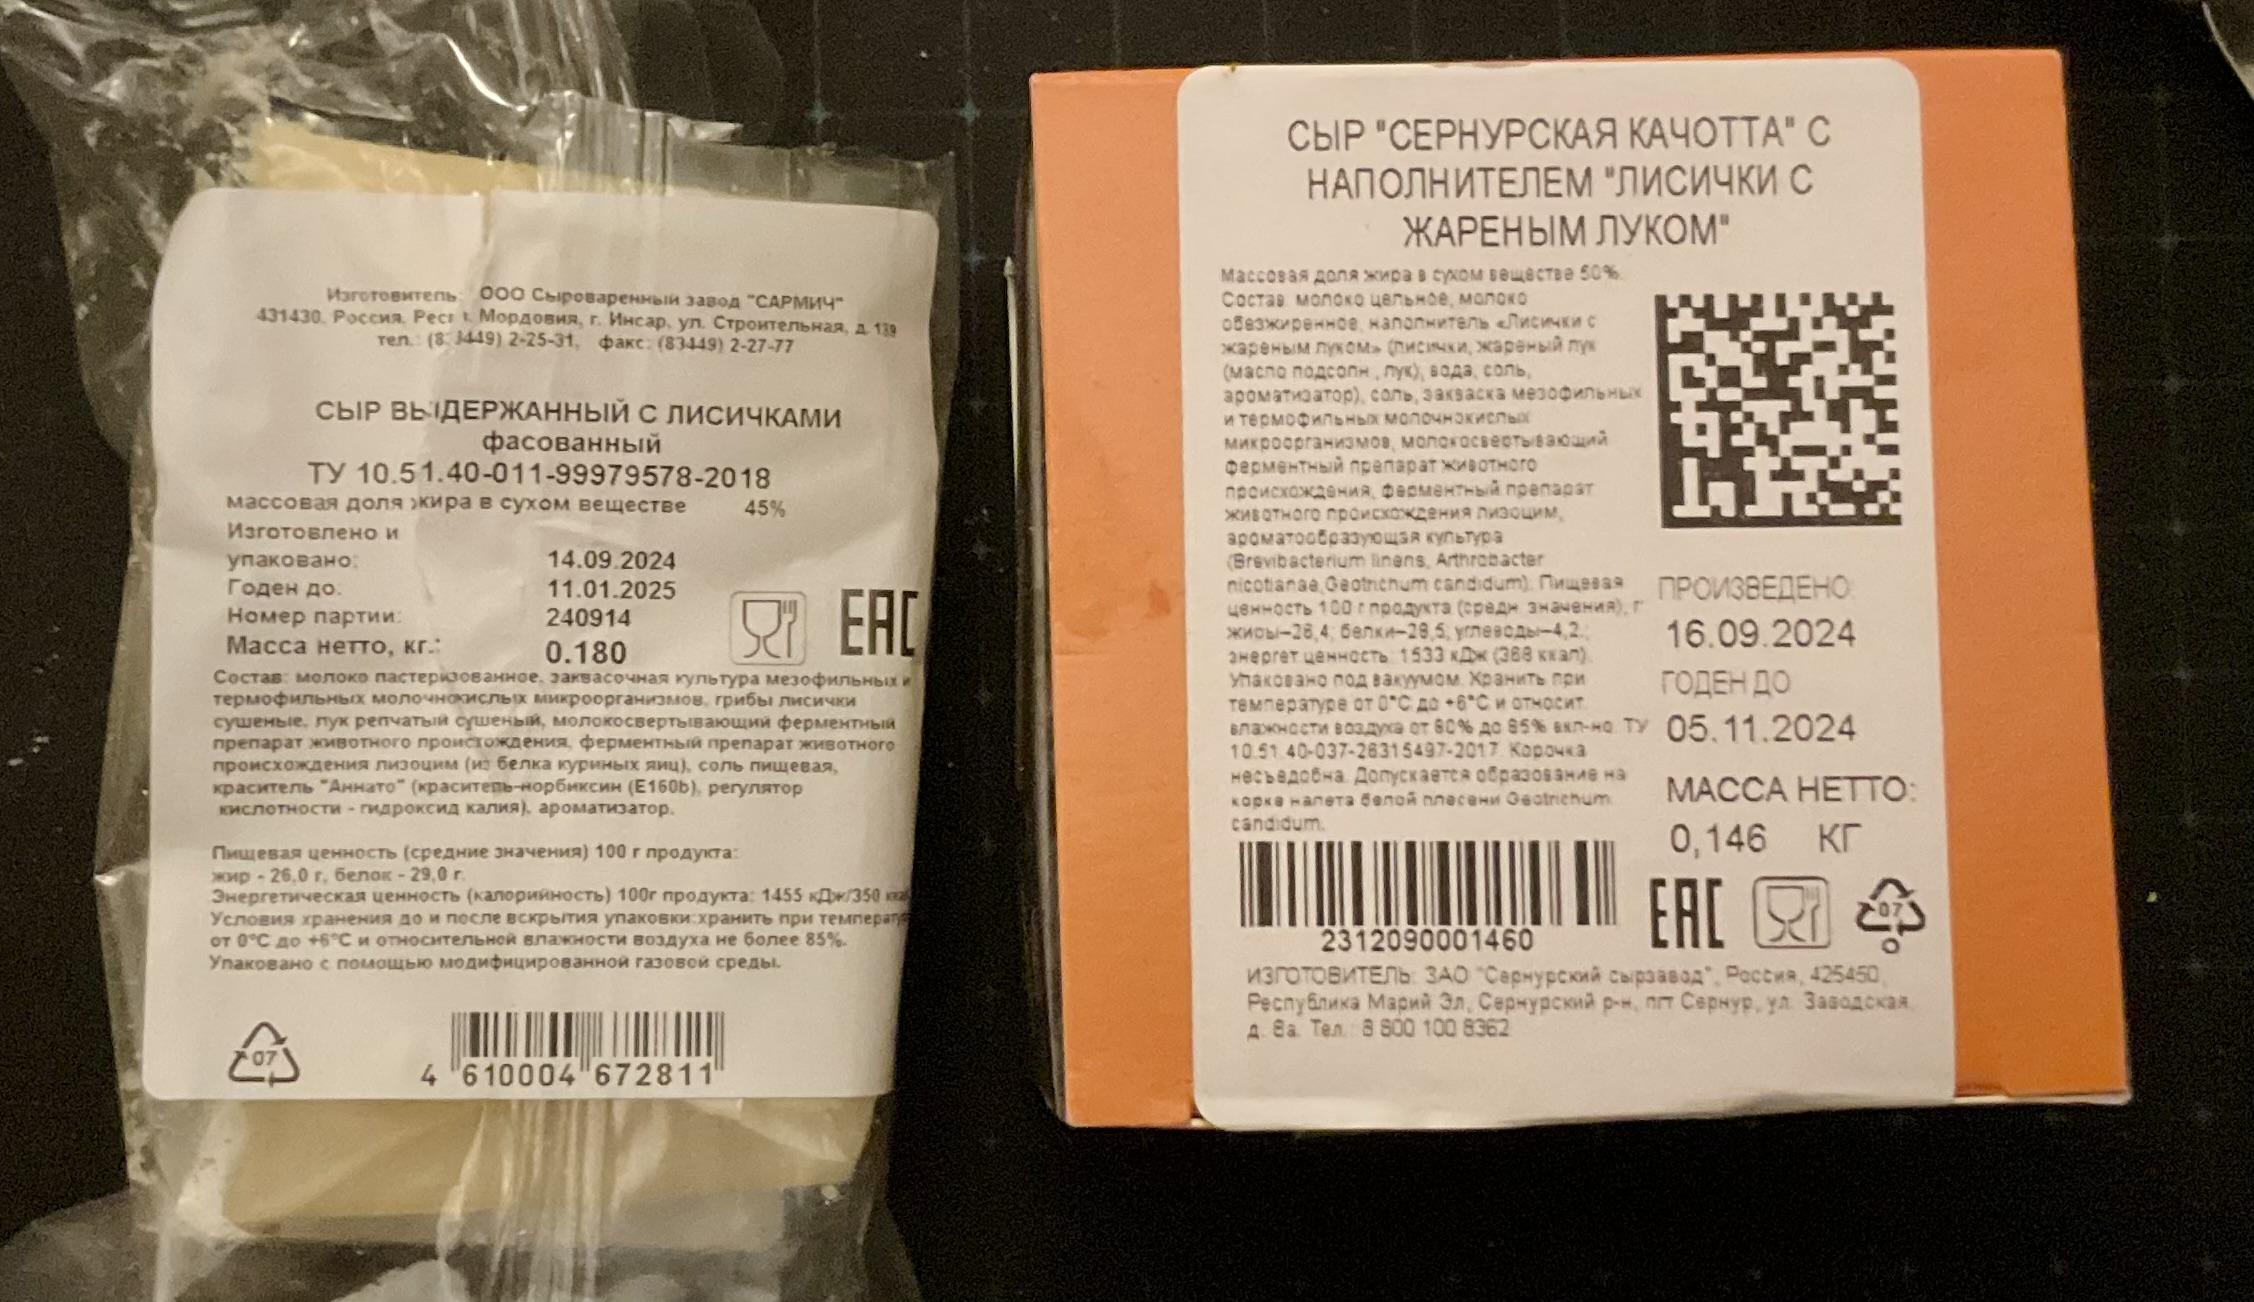 Изготовитель: ООО Сыроваренный завод "САРМИЧ"
431430, Россия, Респ. Мордовия, г. Инсар, ул. Строительная, д. 139
тел.: (83449) 2-25-31, факс: (83449) 2-27-77
СЫР ВЫДЕРЖАННЫЙ С ЛИСИЧКАМИ
фасованный
ТУ 10.51.40-011-99979578-2018
массовая доля жира в сухом веществе 45%
Изготовлено и
упаковано: 14.09.2024
Годен до: 11.01.2025
Номер партии: 240914
Масса нетто, кг.: 0.180
EAC
Состав: молоко пастеризованное, заквасочная культура мезофильных и
термофильных молочнокислых микроорганизмов, грибы лисички
сушеные, лук репчатый сушеный, молокосвертывающий ферментный
препарат животного происхождения, ферментный препарат животного
происхождения лизоцим (из белка куриных яиц), соль пищевая,
краситель "Аннато" (краситель-норбиксин (Е160b), регулятор
кислотности - гидроксид калия), ароматизатор.
Пищевая ценность (средние значения) 100 г продукта:
жир - 26,0 г, белок - 29,0 г.
Энергетическая ценность (калорийность) 100г продукта: 1455 кДж/350
Условия хранения до и после вскрытия упаковки:хранить при
от 0°С до +6°С и относительной влажности воздуха не более 85%.
Упаковано с помощью модифицированной газовой среды.
07
4 610004 672811
СЫР "СЕРНУРСКАЯ КАЧОТТА" С
НАПОЛНИТЕЛЕМ "ЛИСИЧКИ С
ЖАРЕНЫМ ЛУКОМ"
Массовая доля жира в сухом веществе 50%.
Состав: молоко цельное, молоко
обезжиренное, наполнитель «Лисички с
жареным луком» (лисички, жареный лук
(масло подсолн., лук), вода, соль,
ароматизатор), соль, закваска мезофильных
и термофильных молочнокислых
микроорганизмов, молокосвертывающий
ферментный препарат животного
происхождения, ферментный препарат
животного происхождения лизоцим,
ароматообразующая культура
(Brevibacterium linens, Arthrobacter
nicotianae,Geotrichum candidum). Пищевая
ценность 100 г продукта (средн. значения), г:
жиры–26,4; белки–28,5; углеводы–4,2.;
энергет.ценность: 1533 кДж (368 ккал).
Упаковано под вакуумом. Хранить при
температуре от 0°С до +6°С и относит.
влажности воздуха от 80% до 85% вкл-но. ТУ
10.51.40-037-26315497-2017. Корочка
несъедобна. Допускается образование на
корке налета белой плесени Geotrichum
candidum.
ПРОИЗВЕДЕНО:
16.09.2024
ГОДЕН ДО
05.11.2024
МАССА НЕТТО:
0,146 КГ
2312090001460
EAC
07
ИЗГОТОВИТЕЛЬ: ЗАО "Сернурский сырзавод", Россия, 425450,
Республика Марий Эл, Сернурский р-н, пгт Сернур, ул. Заводская,
д. 8а. Тел.: 8 800 100 8362